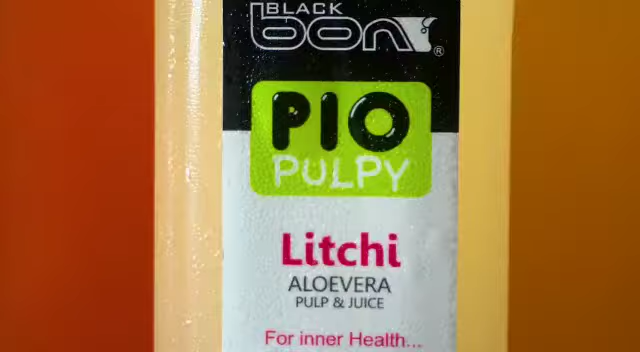 BLACK
bon
®
PIO
PULPY
Litchi
ALOEVERA
PULP & JUICE
For inner Health...